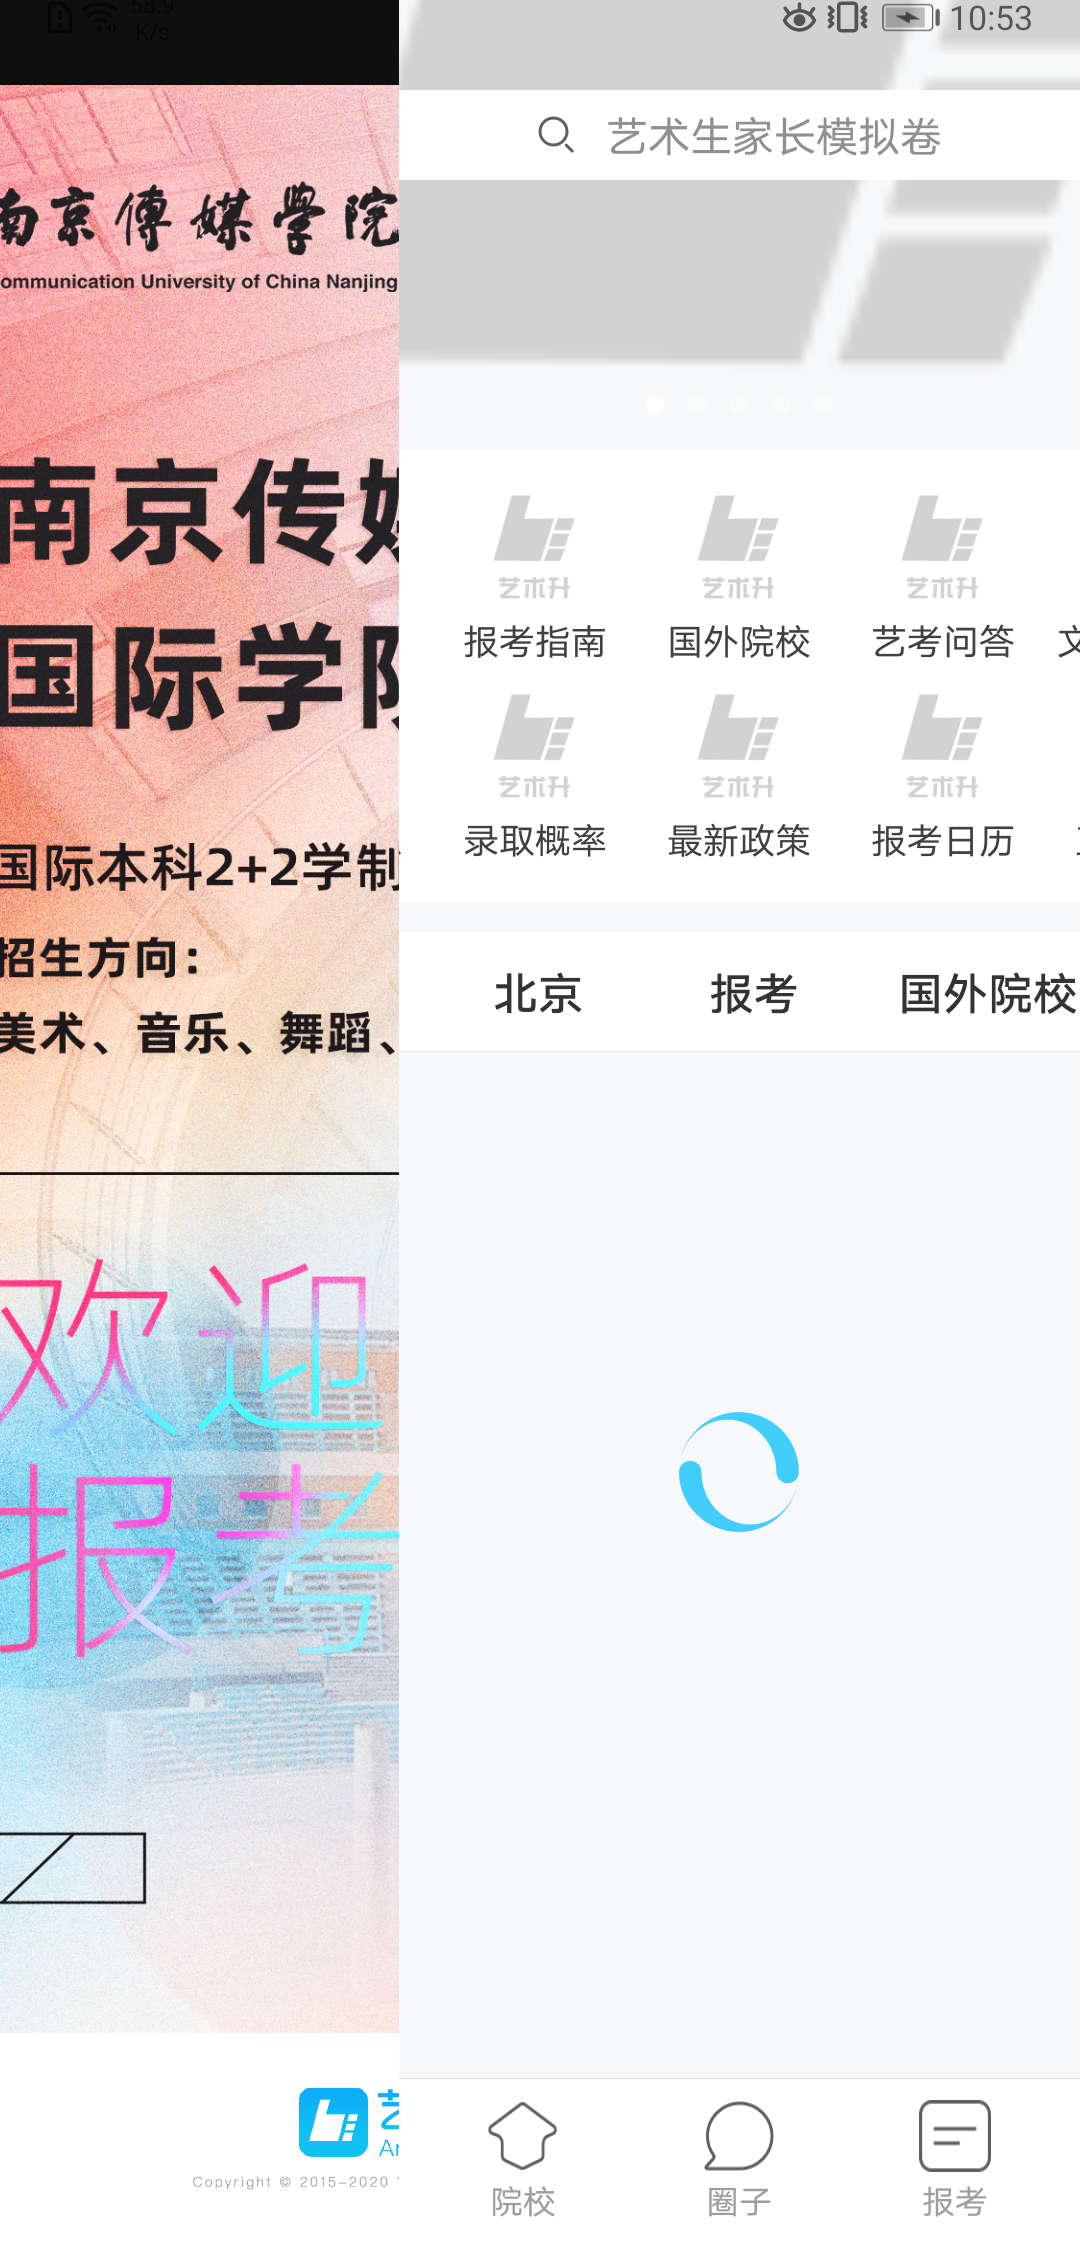 58.9
K/s
10:53
南京傳媒學院
ommunication University of China Nanjing
南京传媒
国际学院
国际本科2+2学制
招生方向：
美术、音乐、舞蹈、
欢迎
报考
Copyright © 2015-2020
艺术生家长模拟卷
艺术升 艺术升 艺术升
报考指南 国外院校 艺考问答 文
艺术升 艺术升 艺术升
录取概率 最新政策 报考日历
北京 报考 国外院校
院校 圈子 报考